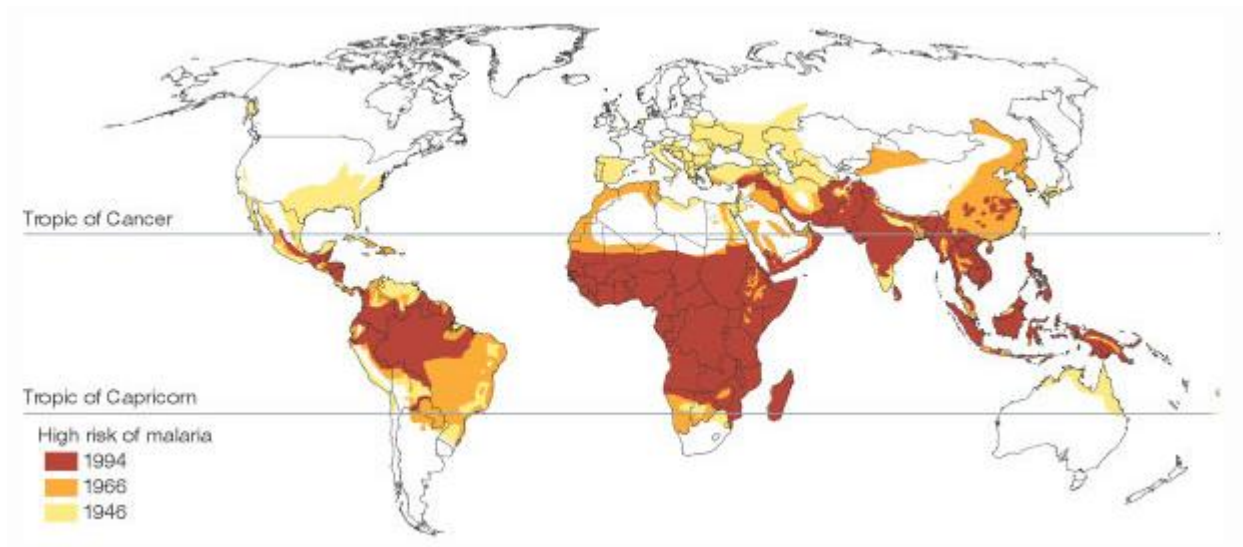 Tropic of Cancer
Tropic of Capricorn
High risk of malaria
1994
1966
1946